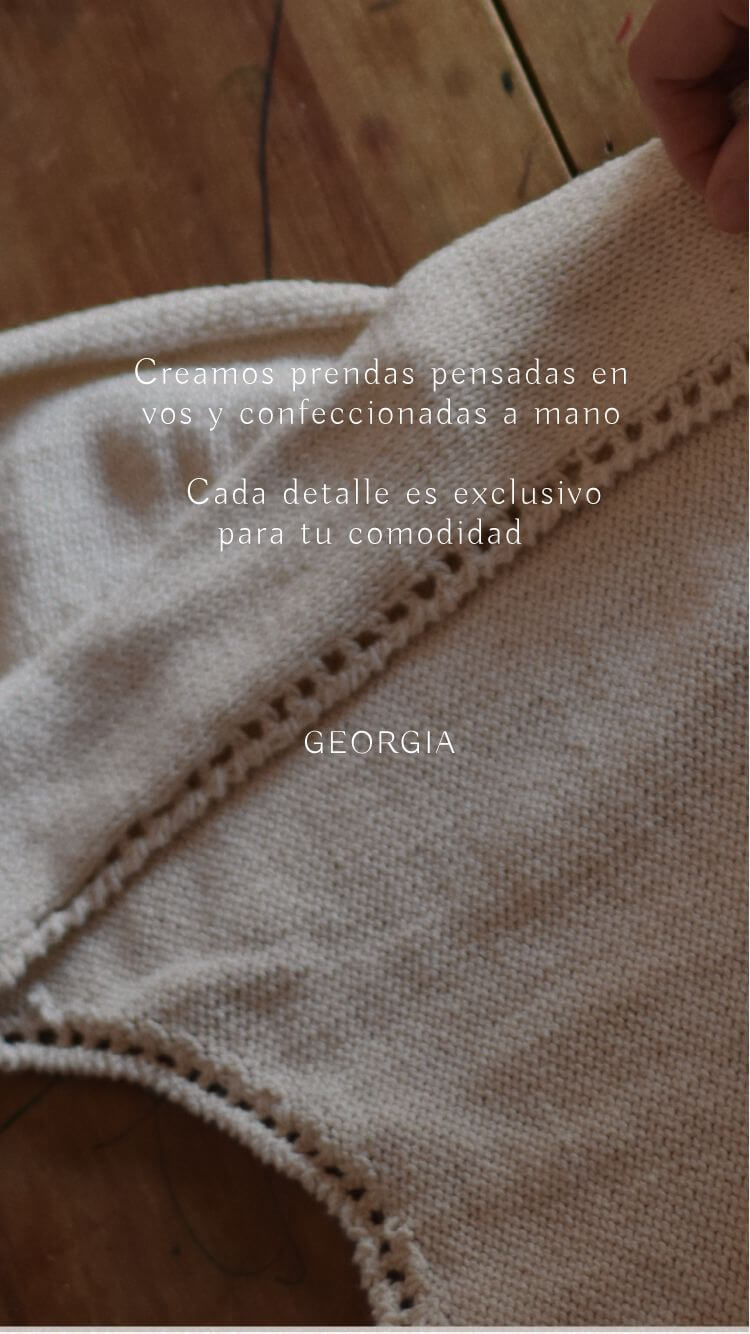 Creamos prendas pensadas en
vos y confeccionadas a mano
Cada detalle es exclusivo
para tu comodidad
GEORGIA